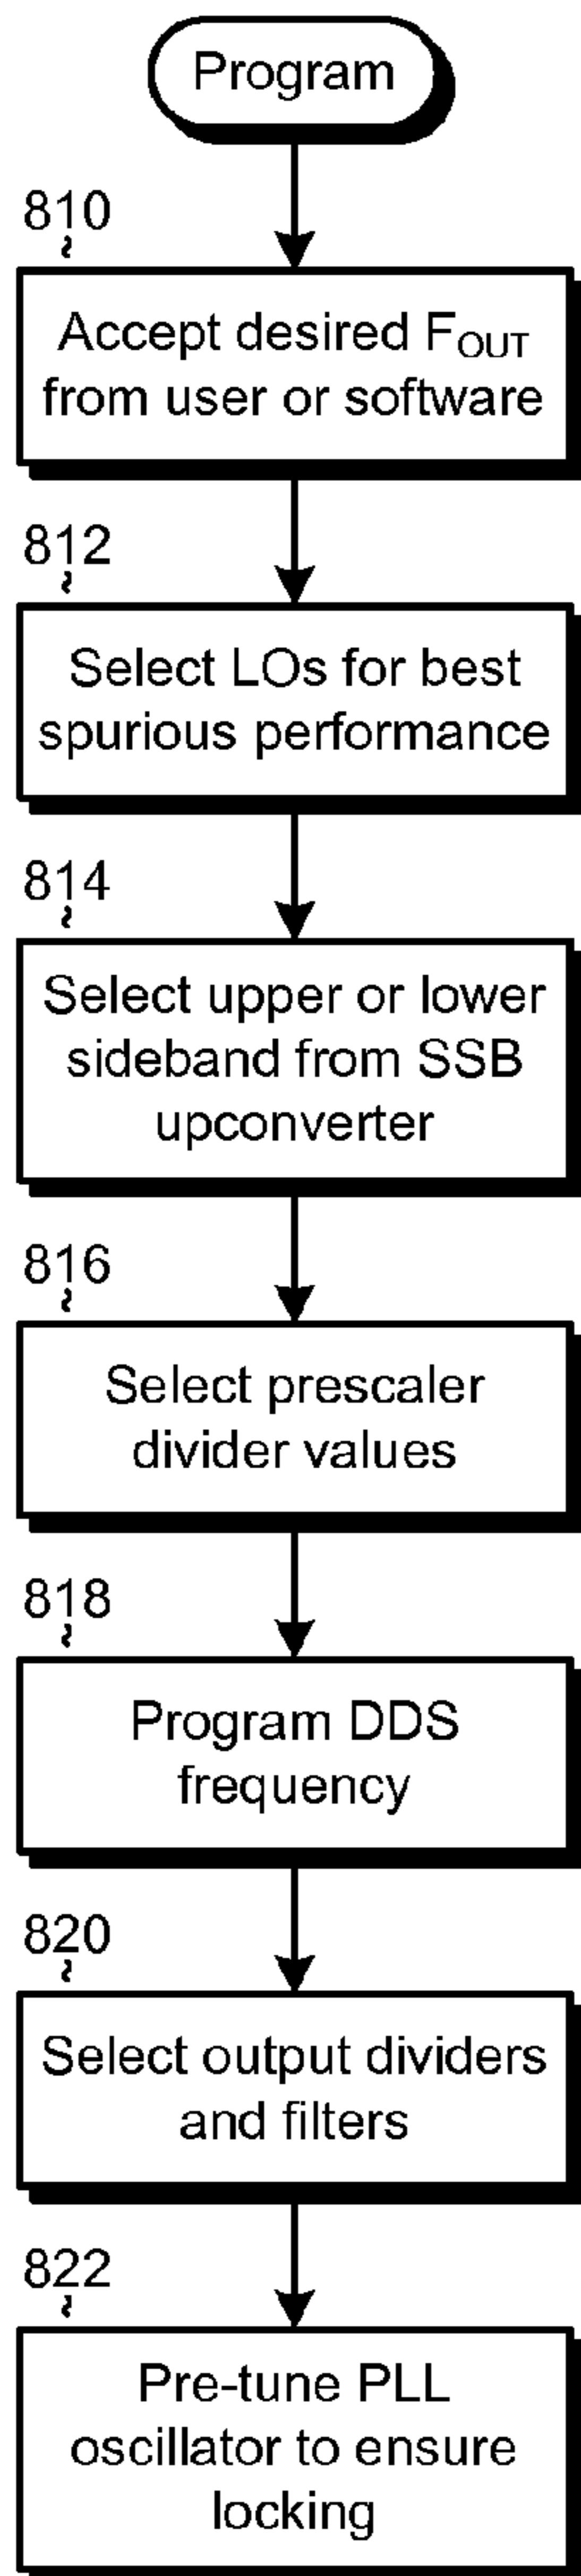 Program
810
Accept desired F_OUT
from user or software
812
Select LOs for best
spurious performance
814
Select upper or lower
sideband from SSB
upconverter
816
Select prescaler
divider values
818
Program DDS
frequency
820
Select output dividers
and filters
822
Pre-tune PLL
oscillator to ensure
locking